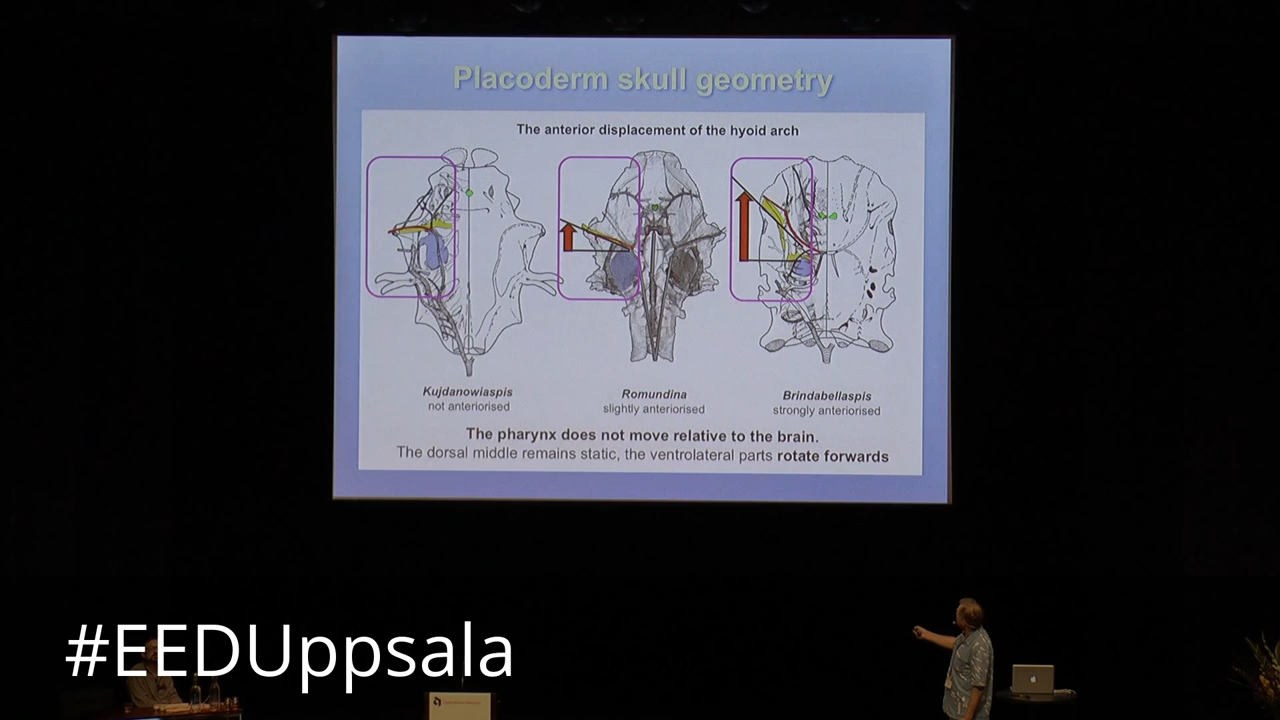 Placoderm skull geometry
The anterior displacement of the hyoid arch
Kujdanowiaspis
not anteriorised
Romundina
slightly anteriorised
Brindabellaspis
strongly anteriorised
The pharynx does not move relative to the brain.
The dorsal middle remains static, the ventrolateral parts rotate forwards
#EEDUppsala